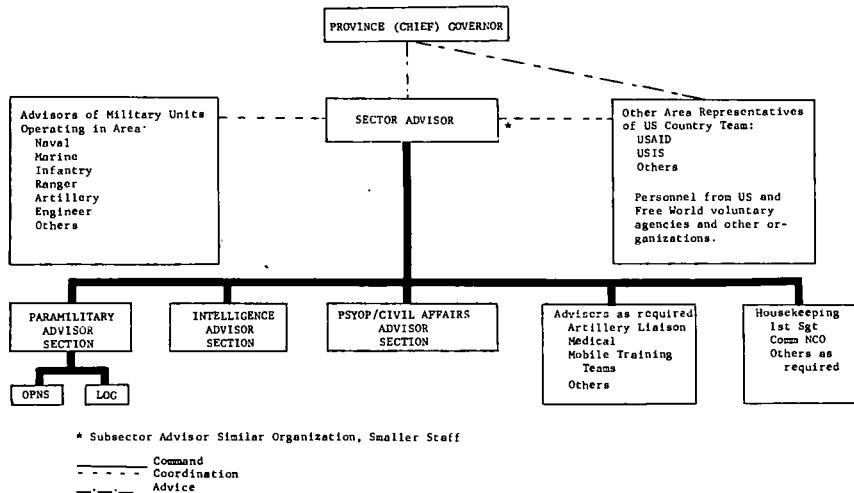 PROVINCE (CHIEF) GOVERNOR
Advisors of Military Units
Operating in Area
Naval
Marine
Infantry
Ranger
Artillery
Engineer
Others
SECTOR ADVISOR
*
Other Area Representatives
of US Country Team:
USAID
USIS
Others
Personnel from US and
Free World voluntary
agencies and other or-
ganizations.
PARAMILITARY
ADVISOR
SECTION
INTELLIGENCE
ADVISOR
SECTION
PSYOP/CIVIL AFFAIRS
ADVISOR
SECTION
Advisors as required
Artillery Liaison
Medical
Mobile Training
Teams
Others
Housekeeping
1st Sgt
Comm NCO
Others as
required
OPNS
LOG
* Subsector Advisor Similar Organization, Smaller Staff
Command
Coordination
Advice